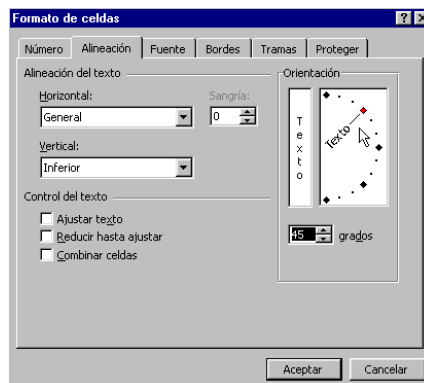 Formato de celdas
Número Alineación Fuente Bordes Tramas Proteger
Alineación del texto
Horizontal:
Sangría:
General
0
Vertical:
Inferior
Control del texto
Ajustar texto
Reducir hasta ajustar
Combinar celdas
Orientación
Texto
Texto
45 grados
Aceptar Cancelar